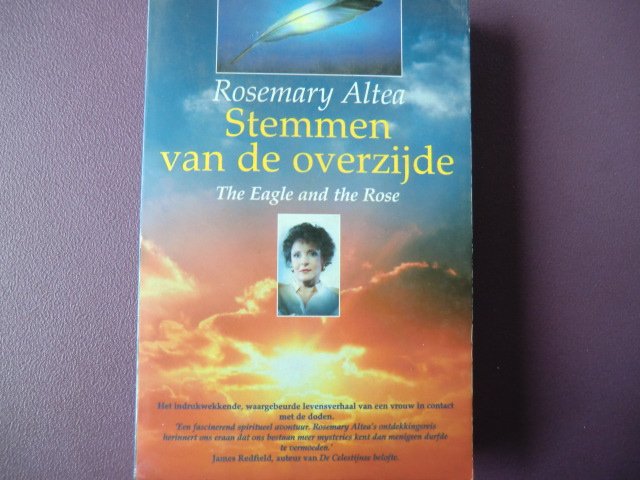 Rosemary Altea
Stemmen
van de overzijde
The Eagle and the Rose
Het indrukwekkende, waargebeurde levensverhaal van een vrouw in contact
met de doden.
'Een fascinerend spiritueel avontuur. Rosemary Altea's ontdekkingsreis
herinnert ons eraan dat ons bestaan meer mysteries kent dan menigeen durfde
te vermoeden.'
James Redfield, auteur van De Celestijnse belofte.